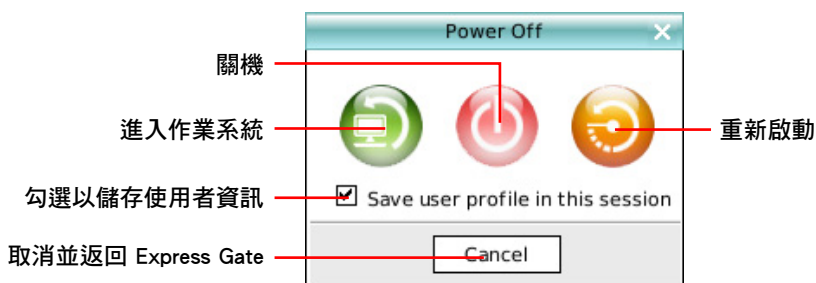 Power Off
關機
進入作業系統
重新啟動
勾選以儲存使用者資訊
Save user profile in this session
取消並返回 Express Gate
Cancel